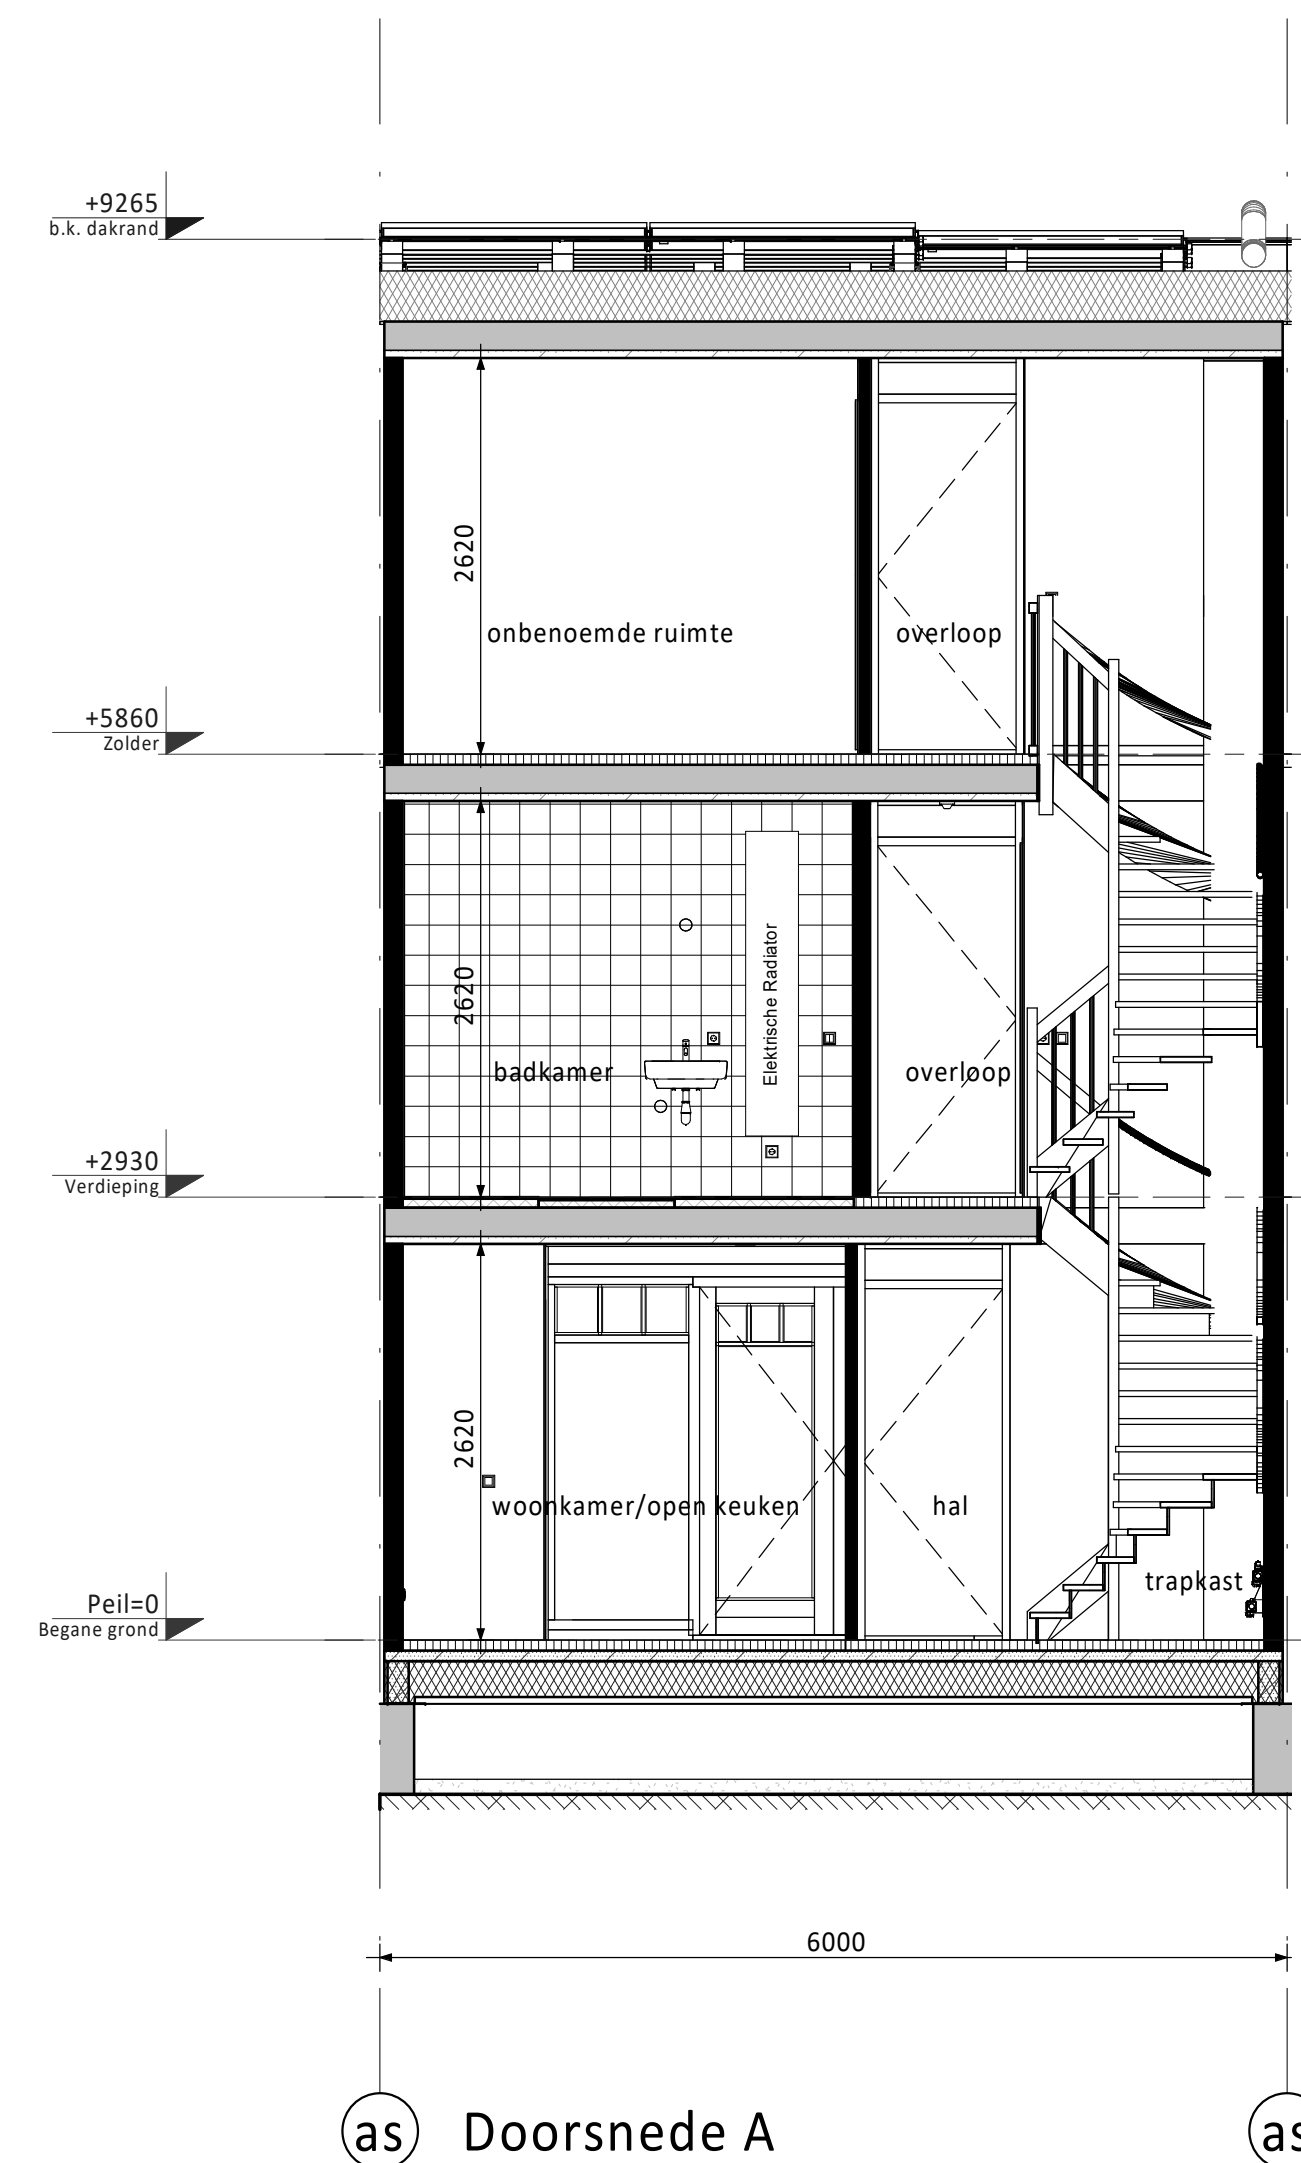 +9265
b.k. dakrand
2620
onbenoemde ruimte
overloop
+5860
Zolder
2620
Elektrische Radiator
badkamer
overloop
+2930
Verdieping
2620
woonkamer/open keuken
hal
trapkast
Peil=0
Begane grond
6000
as
Doorsnede A
as